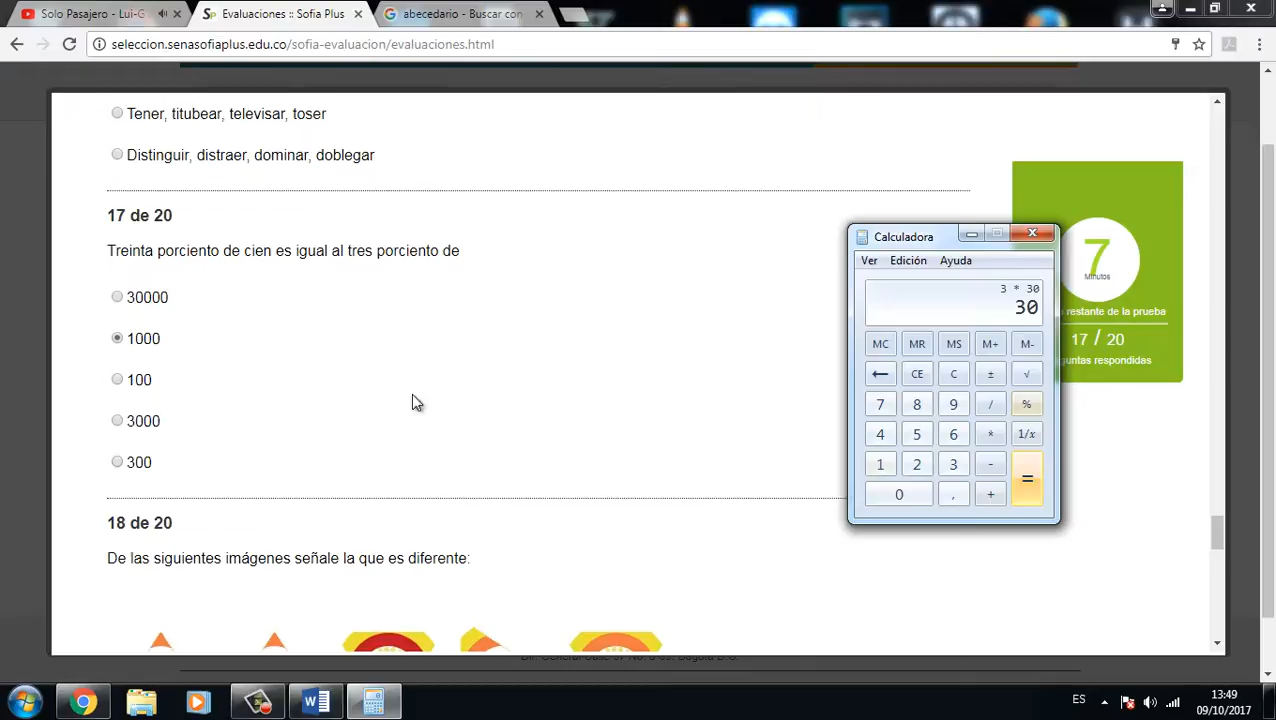 Solo Pasajero - Lui-G
Evaluaciones :: Sofia Plus
abecedario - Buscar con
seleccion.senasofiaplus.edu.co/sofia-evaluacion/evaluaciones.html
Tener, titubear, televisar, toser
Distinguir, distraer, dominar, doblegar
17 de 20
Treinta porciento de cien es igual al tres porciento de
30000
1000
100
3000
300
18 de 20
De las siguientes imágenes señale la que es diferente:
7
Minutos
restante de la prueba
17 / 20
guntas respondidas
Calculadora
Ver Edición Ayuda
3 * 30
30
MC MR MS M+ M-
← CE C ± √
7 8 9 / %
4 5 6 * 1/x
1 2 3 - =
0 , +
ES
13:49
09/10/2017